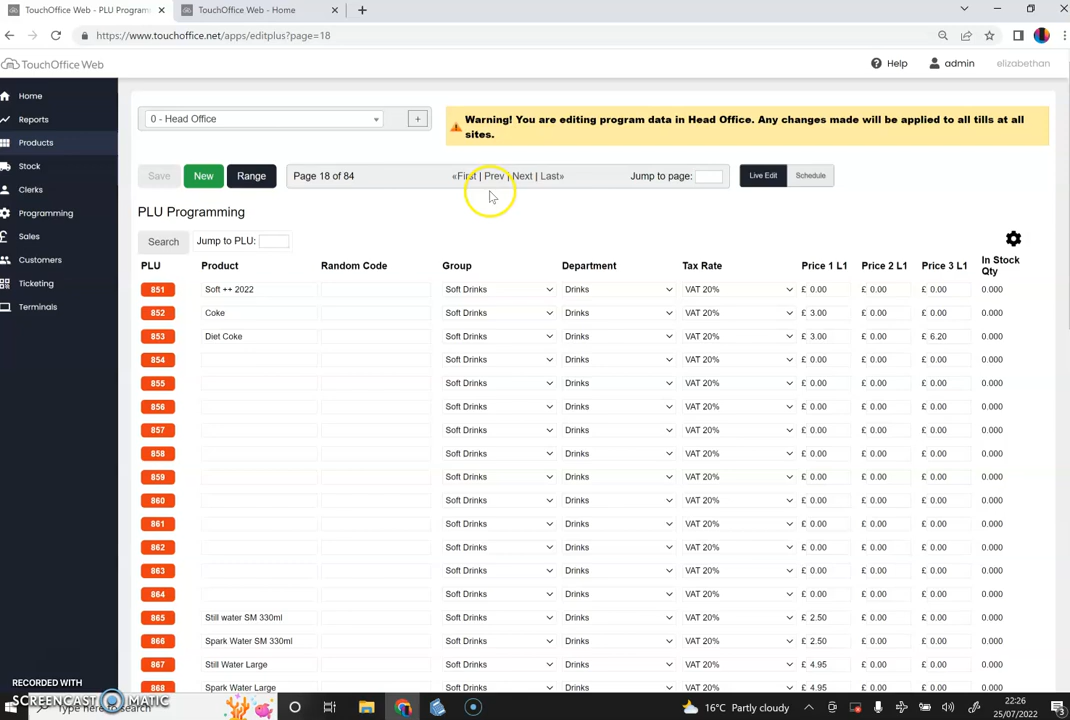 TouchOffice Web - PLU Program
TouchOffice Web - Home
https://www.touchoffice.net/apps/editplus?page=18
TouchOffice Web
Help
admin
elizabethan
Home
Reports
Products
Stock
Clerks
Programming
Sales
Customers
Ticketing
Terminals
0 - Head Office
+
Warning! You are editing program data in Head Office. Any changes made will be applied to all tills at all
sites.
Save New Range Page 18 of 84 «First | Prev | Next | Last» Jump to page: Live Edit Schedule
PLU Programming
Search Jump to PLU:
PLU Product Random Code Group Department Tax Rate Price 1 L1 Price 2 L1 Price 3 L1 In Stock
Qty
851 Soft ++ 2022 Soft Drinks Drinks VAT 20% £ 0.00 £ 0.00 £ 0.00 0.000
852 Coke Soft Drinks Drinks VAT 20% £ 3.00 £ 0.00 £ 0.00 0.000
853 Diet Coke Soft Drinks Drinks VAT 20% £ 3.00 £ 0.00 £ 6.20 0.000
854 Soft Drinks Drinks VAT 20% £ 0.00 £ 0.00 £ 0.00 0.000
855 Soft Drinks Drinks VAT 20% £ 0.00 £ 0.00 £ 0.00 0.000
856 Soft Drinks Drinks VAT 20% £ 0.00 £ 0.00 £ 0.00 0.000
857 Soft Drinks Drinks VAT 20% £ 0.00 £ 0.00 £ 0.00 0.000
858 Soft Drinks Drinks VAT 20% £ 0.00 £ 0.00 £ 0.00 0.000
859 Soft Drinks Drinks VAT 20% £ 0.00 £ 0.00 £ 0.00 0.000
860 Soft Drinks Drinks VAT 20% £ 0.00 £ 0.00 £ 0.00 0.000
861 Soft Drinks Drinks VAT 20% £ 0.00 £ 0.00 £ 0.00 0.000
862 Soft Drinks Drinks VAT 20% £ 0.00 £ 0.00 £ 0.00 0.000
863 Soft Drinks Drinks VAT 20% £ 0.00 £ 0.00 £ 0.00 0.000
864 Soft Drinks Drinks VAT 20% £ 0.00 £ 0.00 £ 0.00 0.000
865 Still water SM 330ml Soft Drinks Drinks VAT 20% £ 2.50 £ 0.00 £ 0.00 0.000
866 Spark Water SM 330ml Soft Drinks Drinks VAT 20% £ 2.50 £ 0.00 £ 0.00 0.000
867 Still Water Large Soft Drinks Drinks VAT 20% £ 4.95 £ 0.00 £ 0.00 0.000
868 Spark Water Large Soft Drinks Drinks VAT 20% £ 4.95 £ 0.00 £ 0.00 0.000
RECORDED WITH
SCREENCAST MATIC
Type here to search
16°C Partly cloudy
22:26
25/07/2022
3